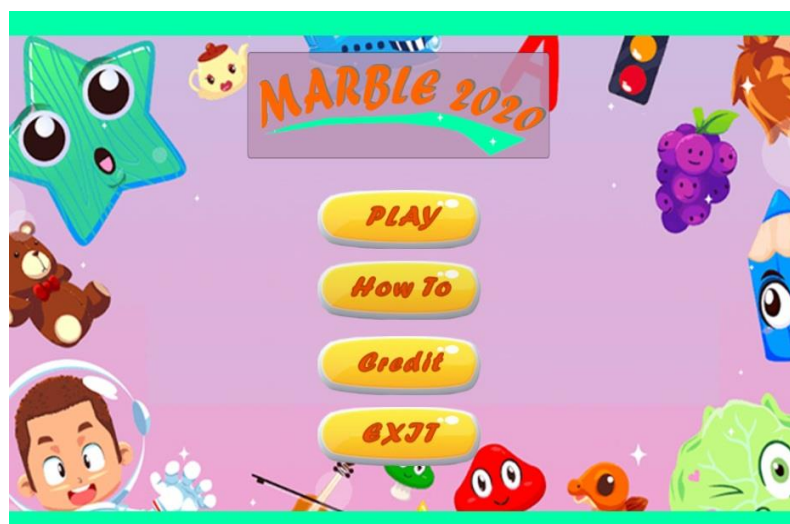 A
MARBLE 2020
PLAY
How To
Credit
EXIT